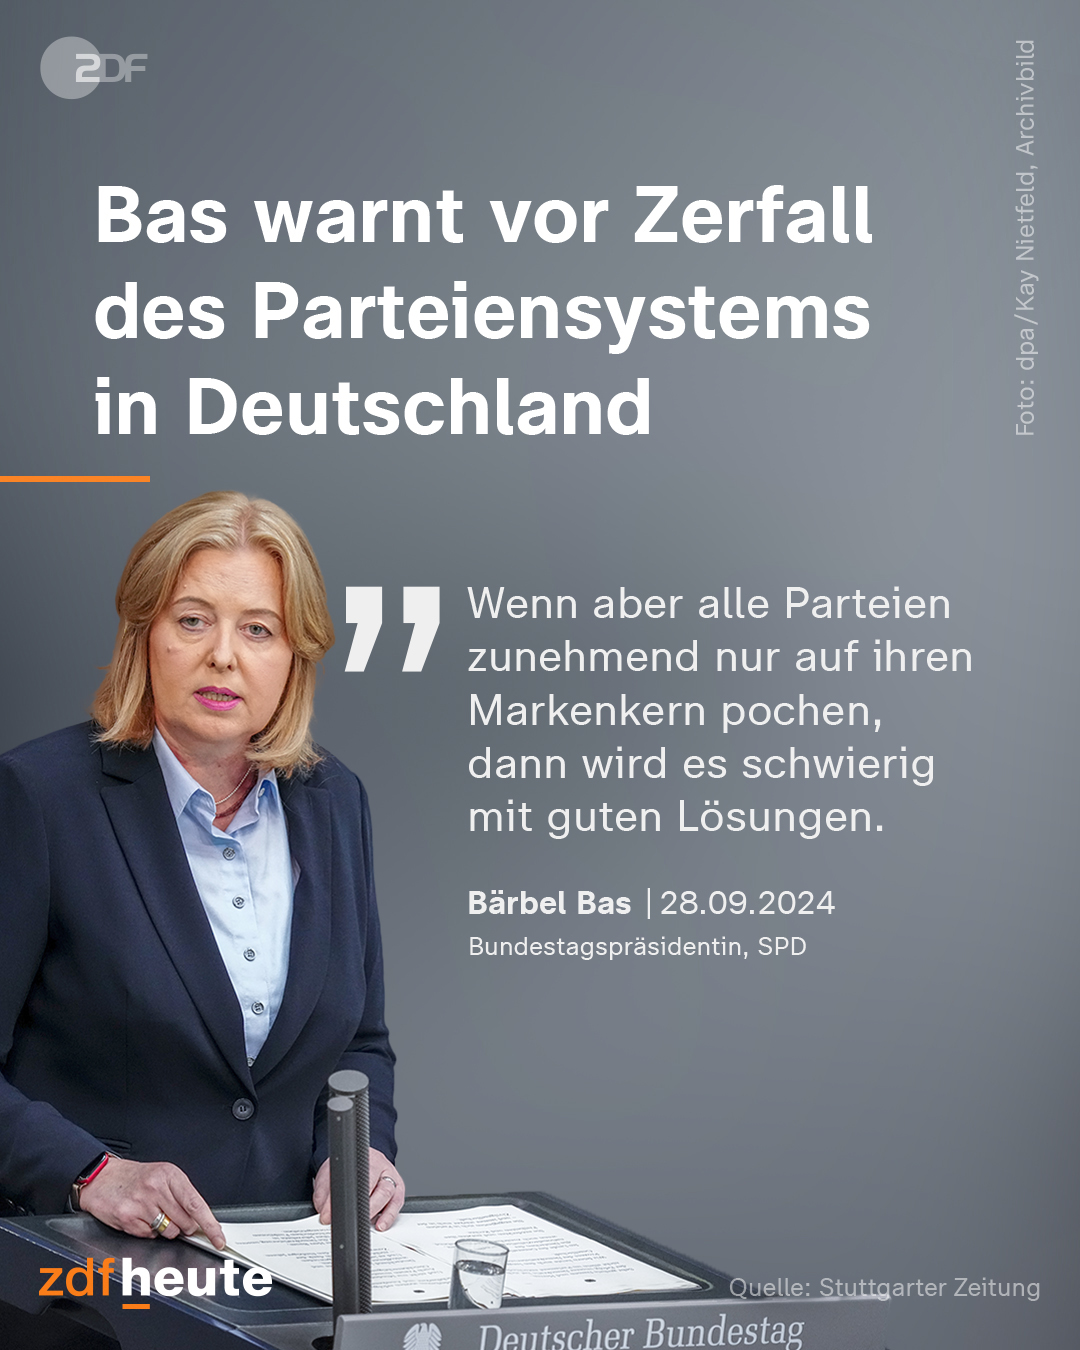 ZDF
Foto: dpa/Kay Nietfeld, Archivbild
Bas warnt vor Zerfall
des Parteiensystems
in Deutschland
” Wenn aber alle Parteien
zunehmend nur auf ihren
Markenkern pochen,
dann wird es schwierig
mit guten Lösungen.
Bärbel Bas | 28.09.2024
Bundestagspräsidentin, SPD
zdfheute
Quelle: Stuttgarter Zeitung
Deutscher Bundestag